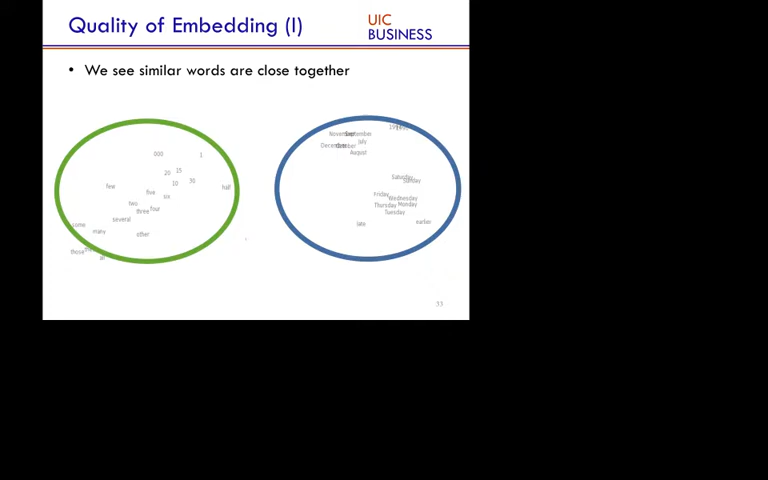 Quality of Embedding (I)
UIC
BUSINESS
• We see similar words are close together
000
1
20
15
10
30
few
five
six
half
two
three
four
several
some
many
other
those
all
November
September
July
December
October
August
Saturday
Sunday
Friday
Wednesday
Thursday
Monday
Tuesday
late
earlier
33